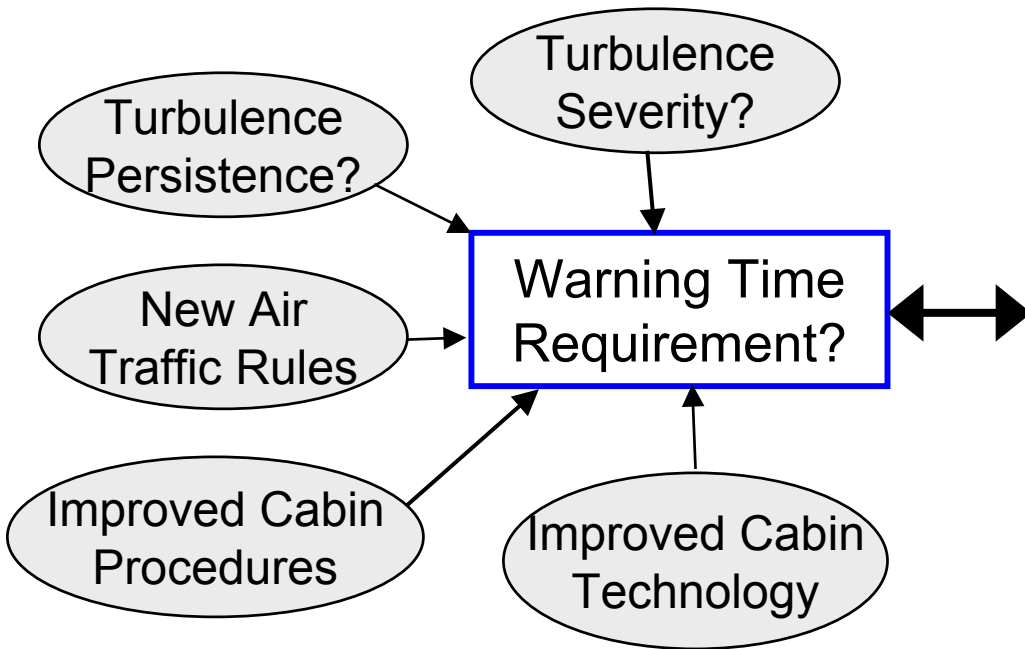 Turbulence
Severity?
Turbulence
Persistence?
Warning Time
Requirement?
New Air
Traffic Rules
Improved Cabin
Procedures
Improved Cabin
Technology